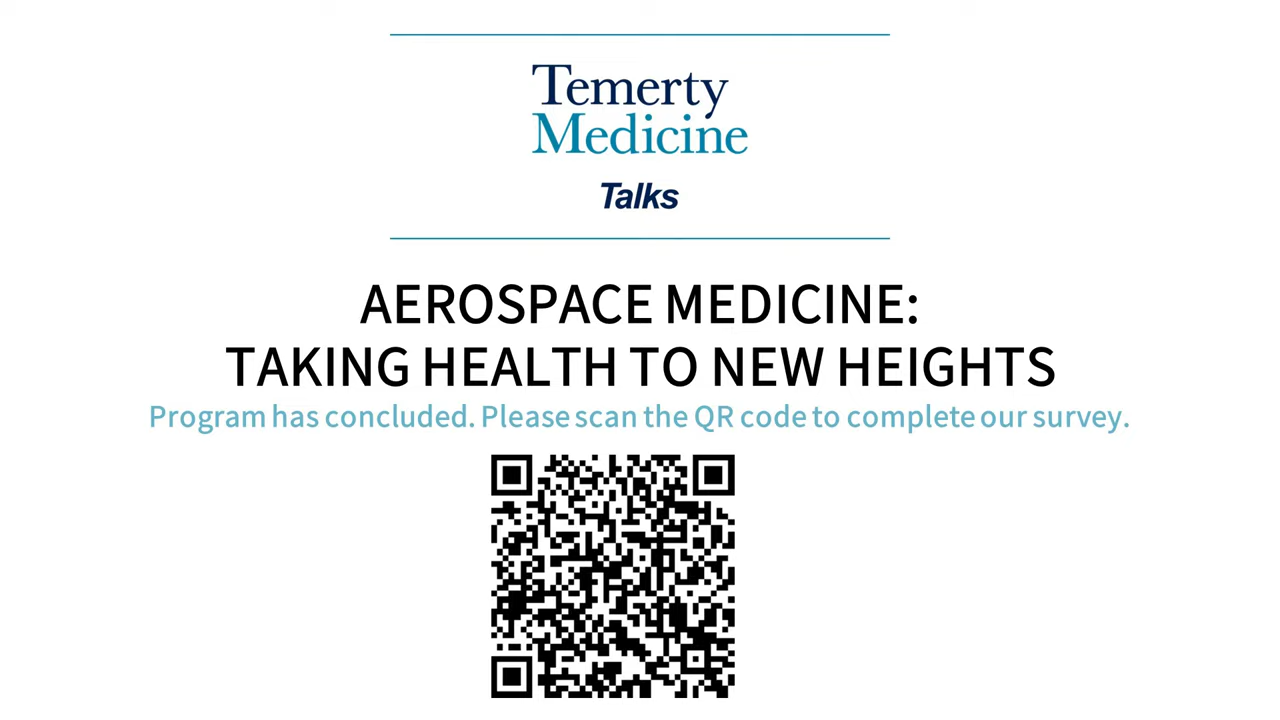 Temerty
Medicine
Talks
AEROSPACE MEDICINE:
TAKING HEALTH TO NEW HEIGHTS
Program has concluded. Please scan the QR code to complete our survey.